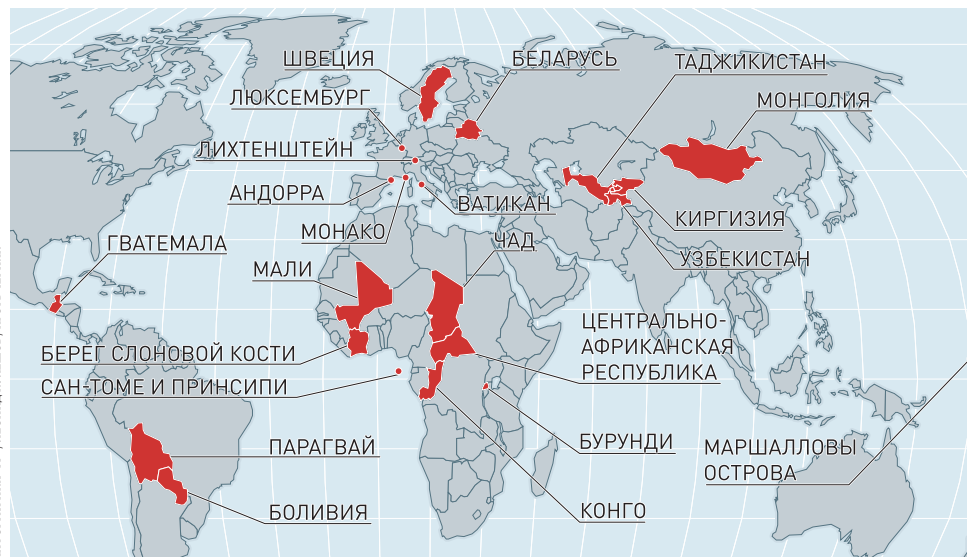 ШВЕЦИЯ
БЕЛАРУСЬ
ТАДЖИКИСТАН
ЛЮКСЕМБУРГ
МОНГОЛИЯ
ЛИХТЕНШТЕЙН
АНДОРРА
ВАТИКАН
КИРГИЗИЯ
МОНАКО
ЧАД
ГВАТЕМАЛА
УЗБЕКИСТАН
МАЛИ
ЦЕНТРАЛЬНО-
АФРИКАНСКАЯ
РЕСПУБЛИКА
БЕРЕГ СЛОНОВОЙ КОСТИ
САН-ТОМЕ И ПРИНСИПИ
ПАРАГВАЙ
БУРУНДИ
МАРШАЛЛОВЫ
ОСТРОВА
БОЛИВИЯ
КОНГО